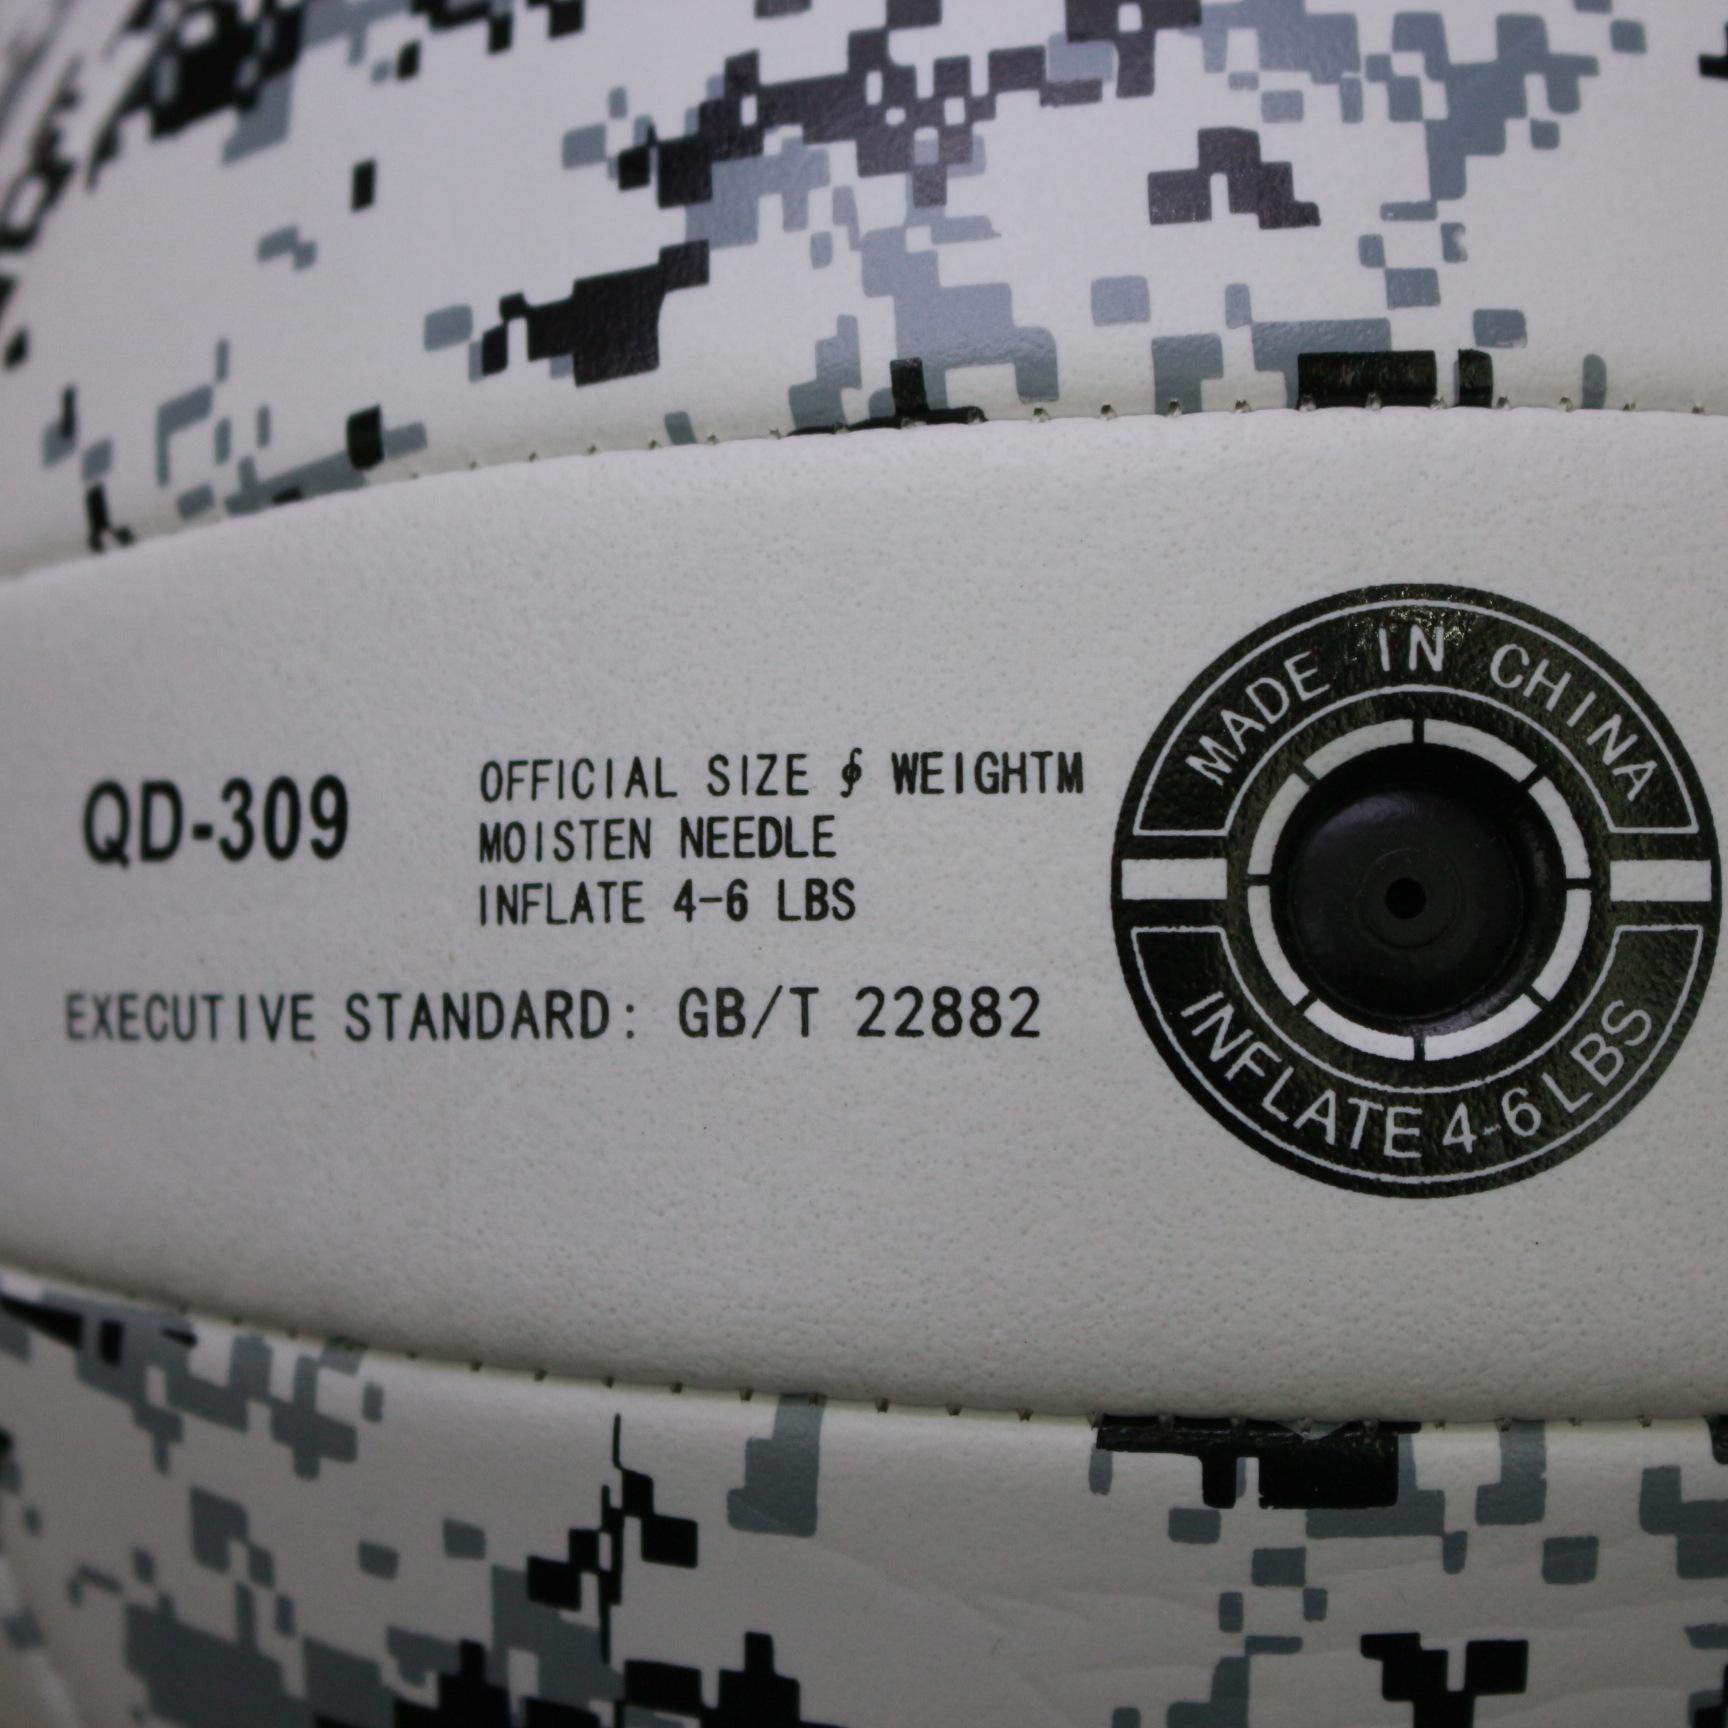 QD-309
OFFICIAL SIZE ∮ WEIGHTM
MOISTEN NEEDLE
INFLATE 4-6 LBS
EXECUTIVE STANDARD: GB/T 22882
MADE IN CHINA
INFLATE 4-6 LBS